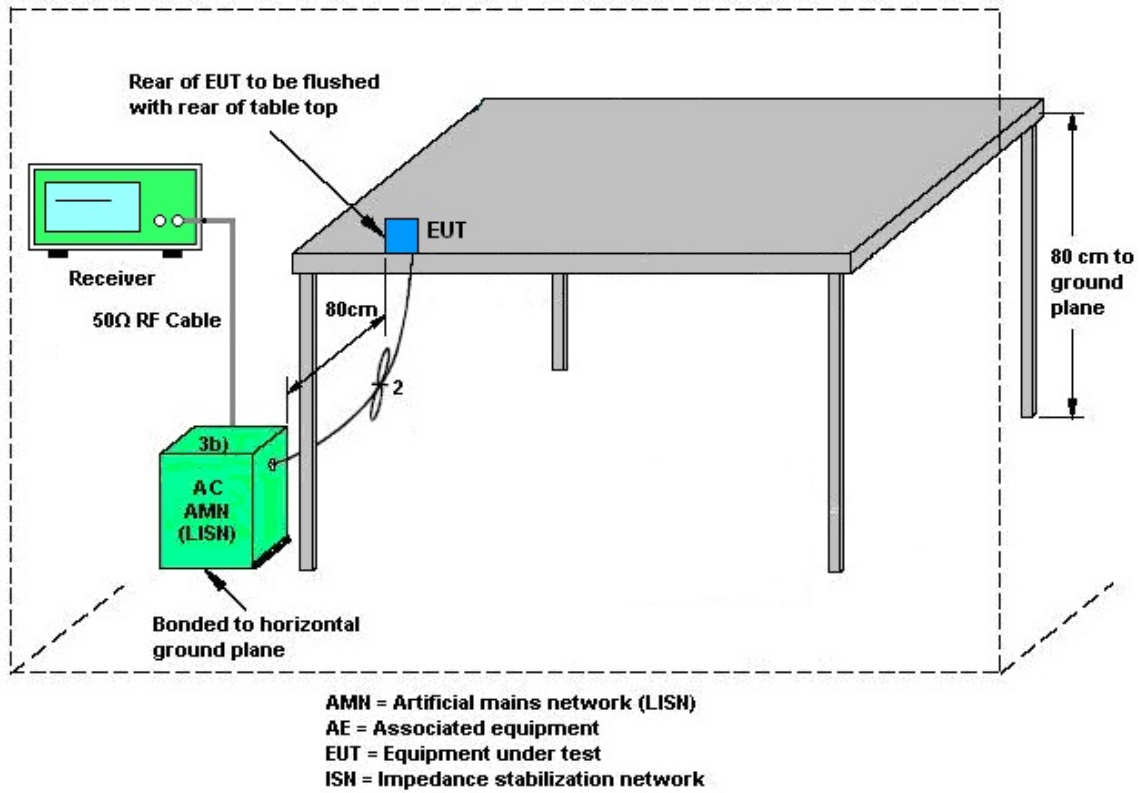 Rear of EUT to be flushed
with rear of table top
EUT
Receiver
50Ω RF Cable
80cm
80 cm to
ground
plane
2
3b)
AC
AMN
(LISN)
Bonded to horizontal
ground plane
AMN = Artificial mains network (LISN)
AE = Associated equipment
EUT = Equipment under test
ISN = Impedance stabilization network